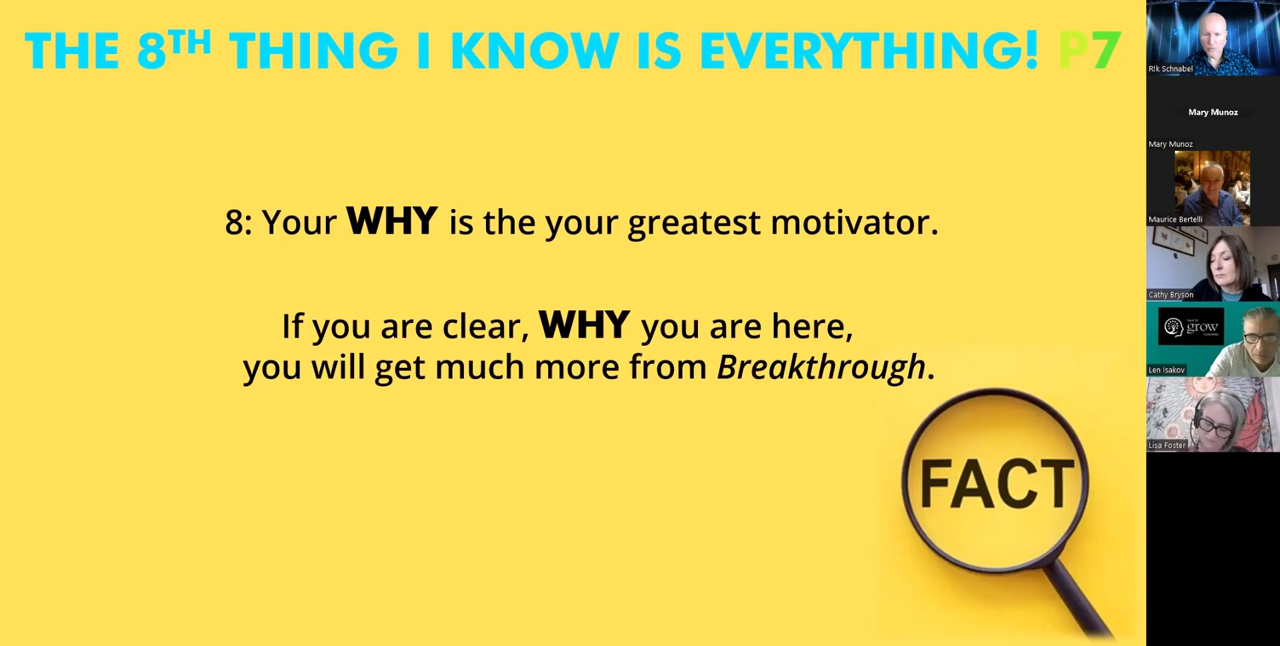 THE 8TH THING I KNOW IS EVERYTHING! P7
8: Your WHY is the your greatest motivator.
If you are clear, WHY you are here,
you will get much more from Breakthrough.
FACT
R!k Schnabel
Mary Munoz
Mary Munoz
Maurice Bertelli
Cathy Bryson
grow
Len Isakov
Lisa Foster